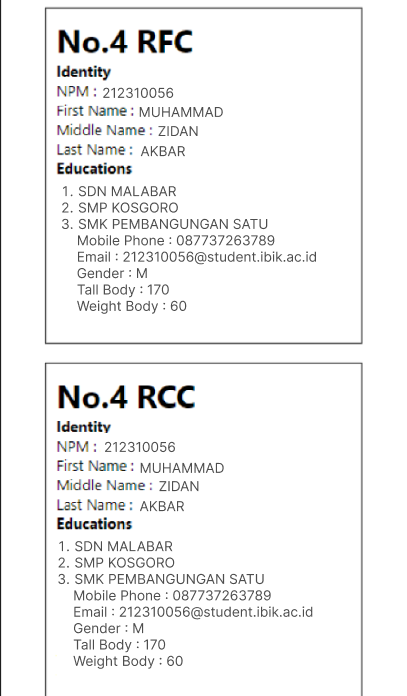 No.4 RFC
Identity
NPM : 212310056
First Name : MUHAMMAD
Middle Name : ZIDAN
Last Name : AKBAR
Educations
1. SDN MALABAR
2. SMP KOSGORO
3. SMK PEMBANGUNGAN SATU
Mobile Phone : 087737263789
Email : 212310056@student.ibik.ac.id
Gender : M
Tall Body : 170
Weight Body : 60
No.4 RCC
Identity
NPM : 212310056
First Name : MUHAMMAD
Middle Name : ZIDAN
Last Name : AKBAR
Educations
1. SDN MALABAR
2. SMP KOSGORO
3. SMK PEMBANGUNGAN SATU
Mobile Phone : 087737263789
Email : 212310056@student.ibik.ac.id
Gender : M
Tall Body : 170
Weight Body : 60